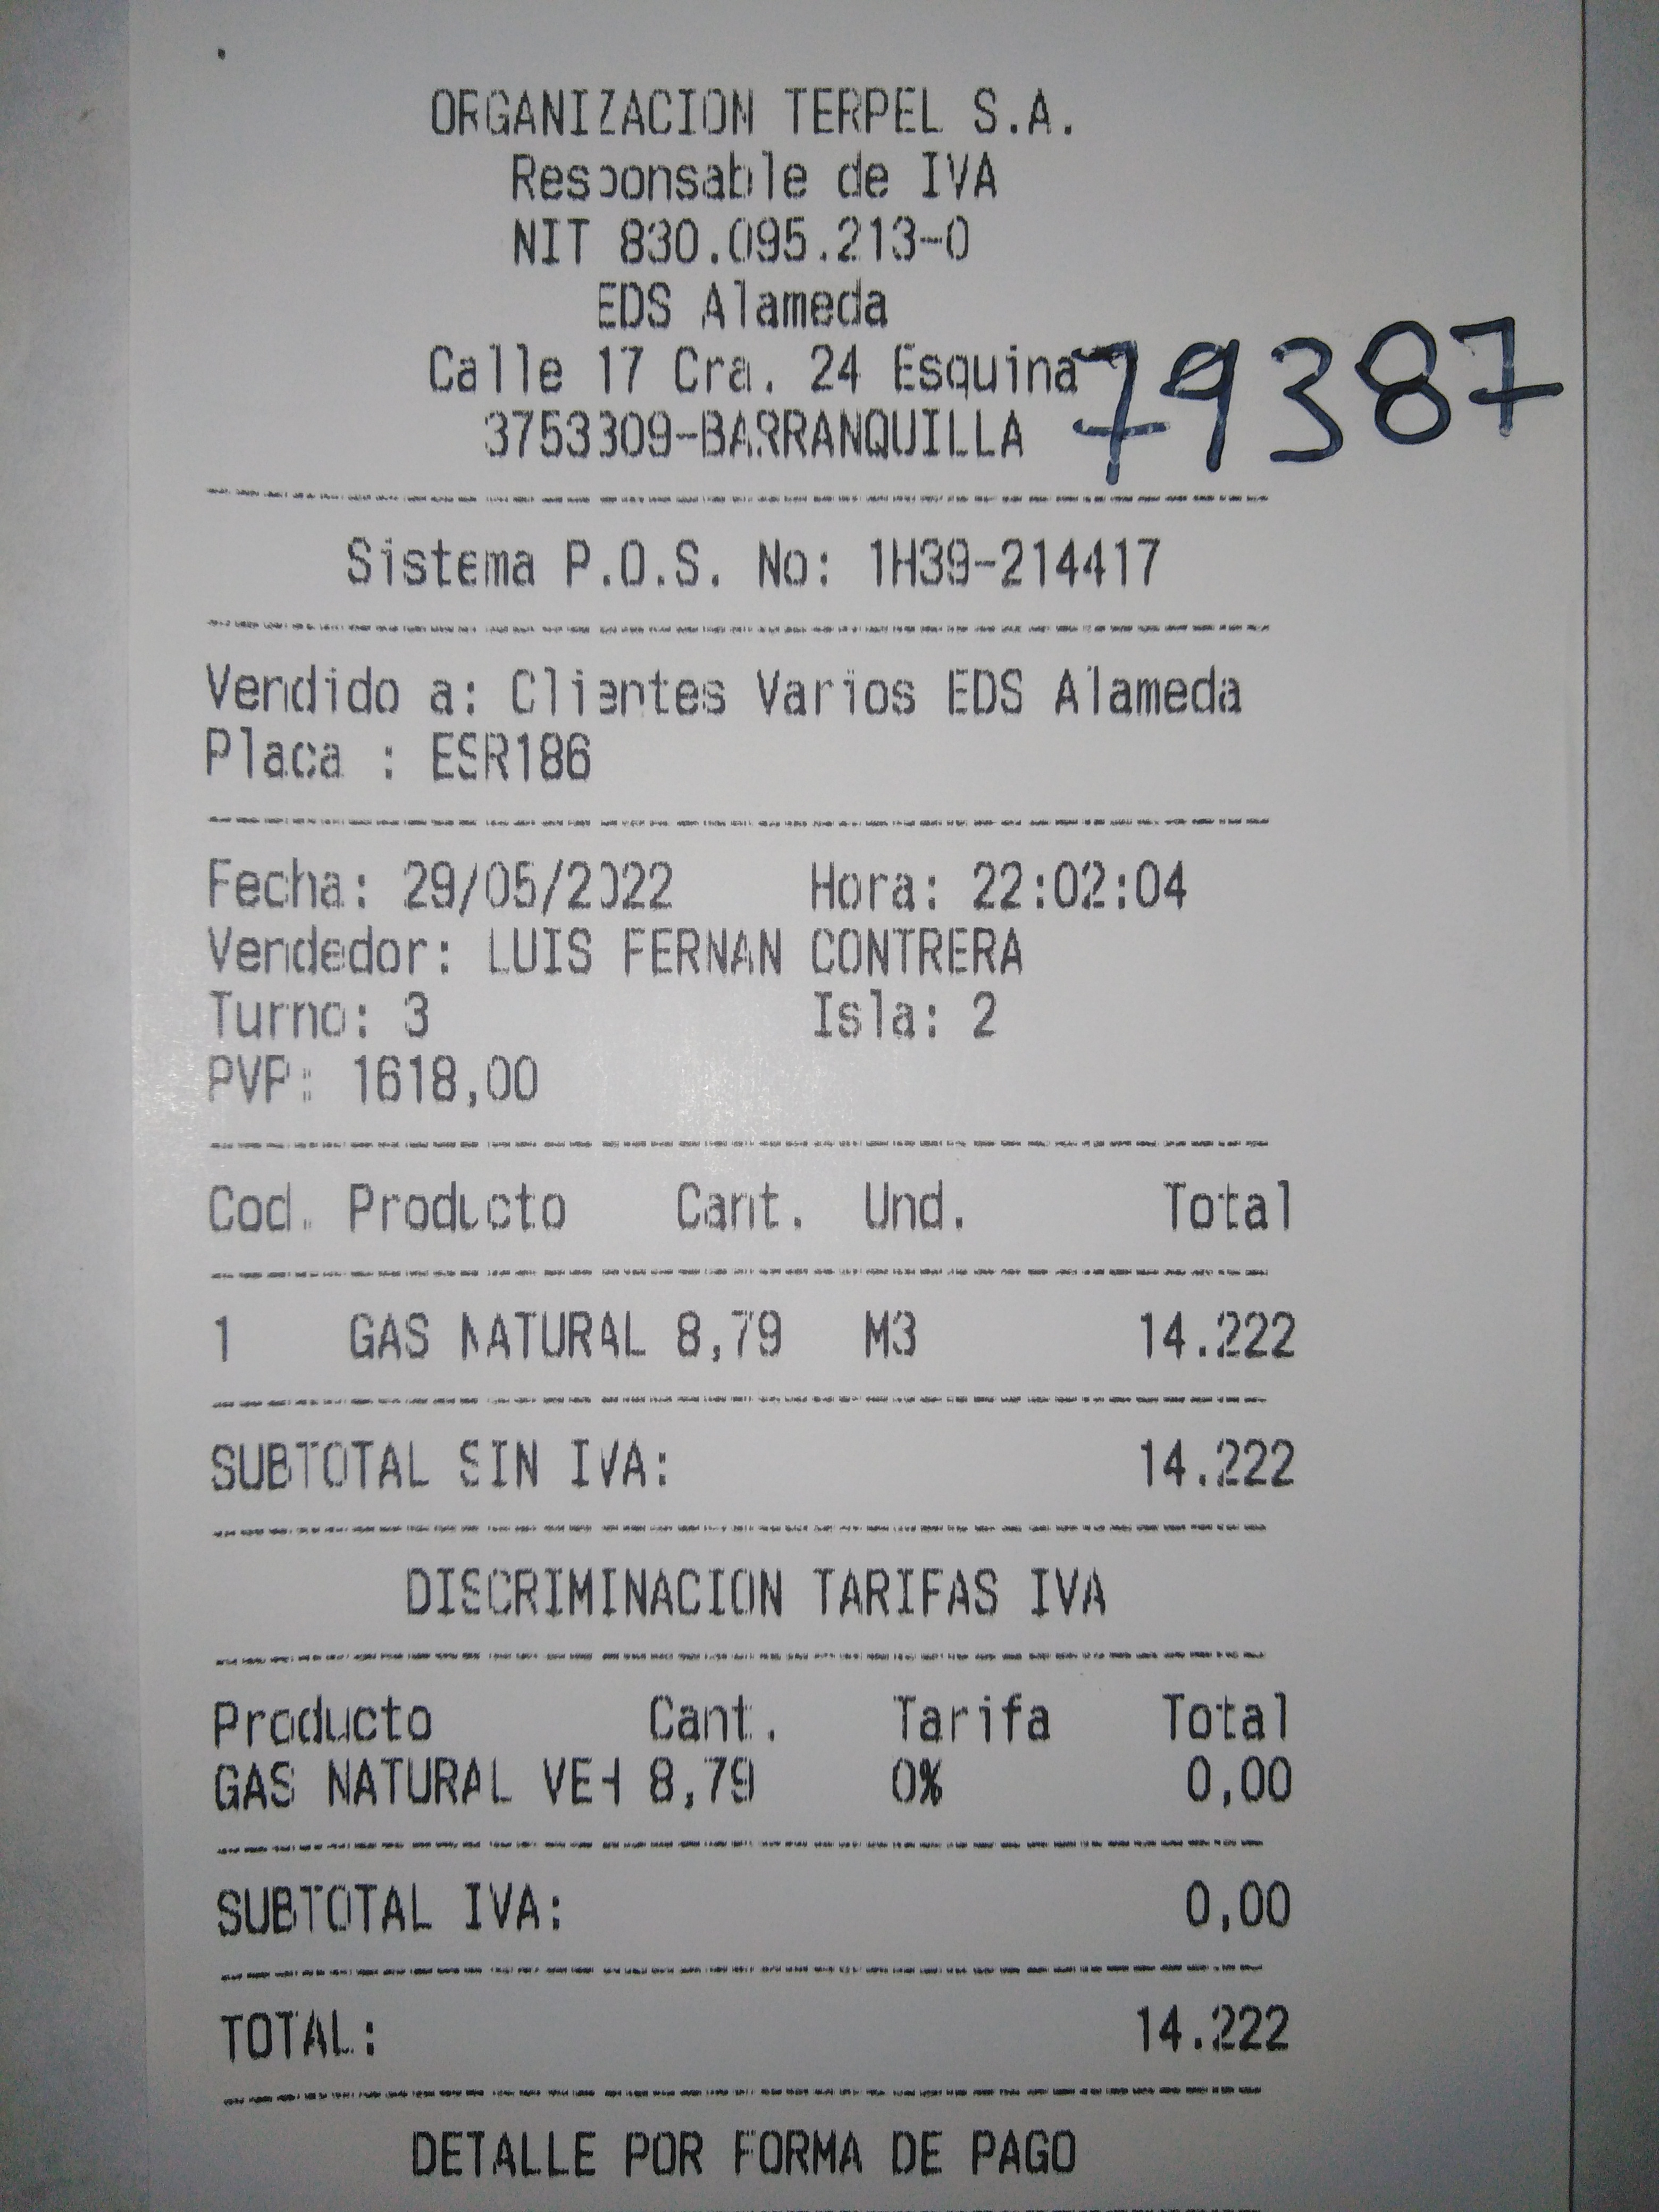 ORGANIZACION TERPEL S.A.
Responsable de IVA
NIT 830.095.213-0
EDS Alameda
Calle 17 Cra. 24 Esquina
79387
3753309-BARRANQUILLA
Sistema P.O.S. No: 1H39-214417
Vendido a: Clientes Varios EDS Alameda
Placa : ESR186
Fecha: 29/05/2022 Hora: 22:02:04
Vendedor: LUIS FERNAN CONTRERA
Turno: 3 Isla: 2
PVP: 1618,00
Cod. Producto Cant. Und. Total
1 GAS NATURAL 8,79 M3 14.222
SUBTOTAL SIN IVA: 14.222
DISCRIMINACION TARIFAS IVA
Producto Cant. Tarifa Total
GAS NATURAL VEH 8,79 0% 0,00
SUBTOTAL IVA: 0,00
TOTAL: 14.222
DETALLE POR FORMA DE PAGO